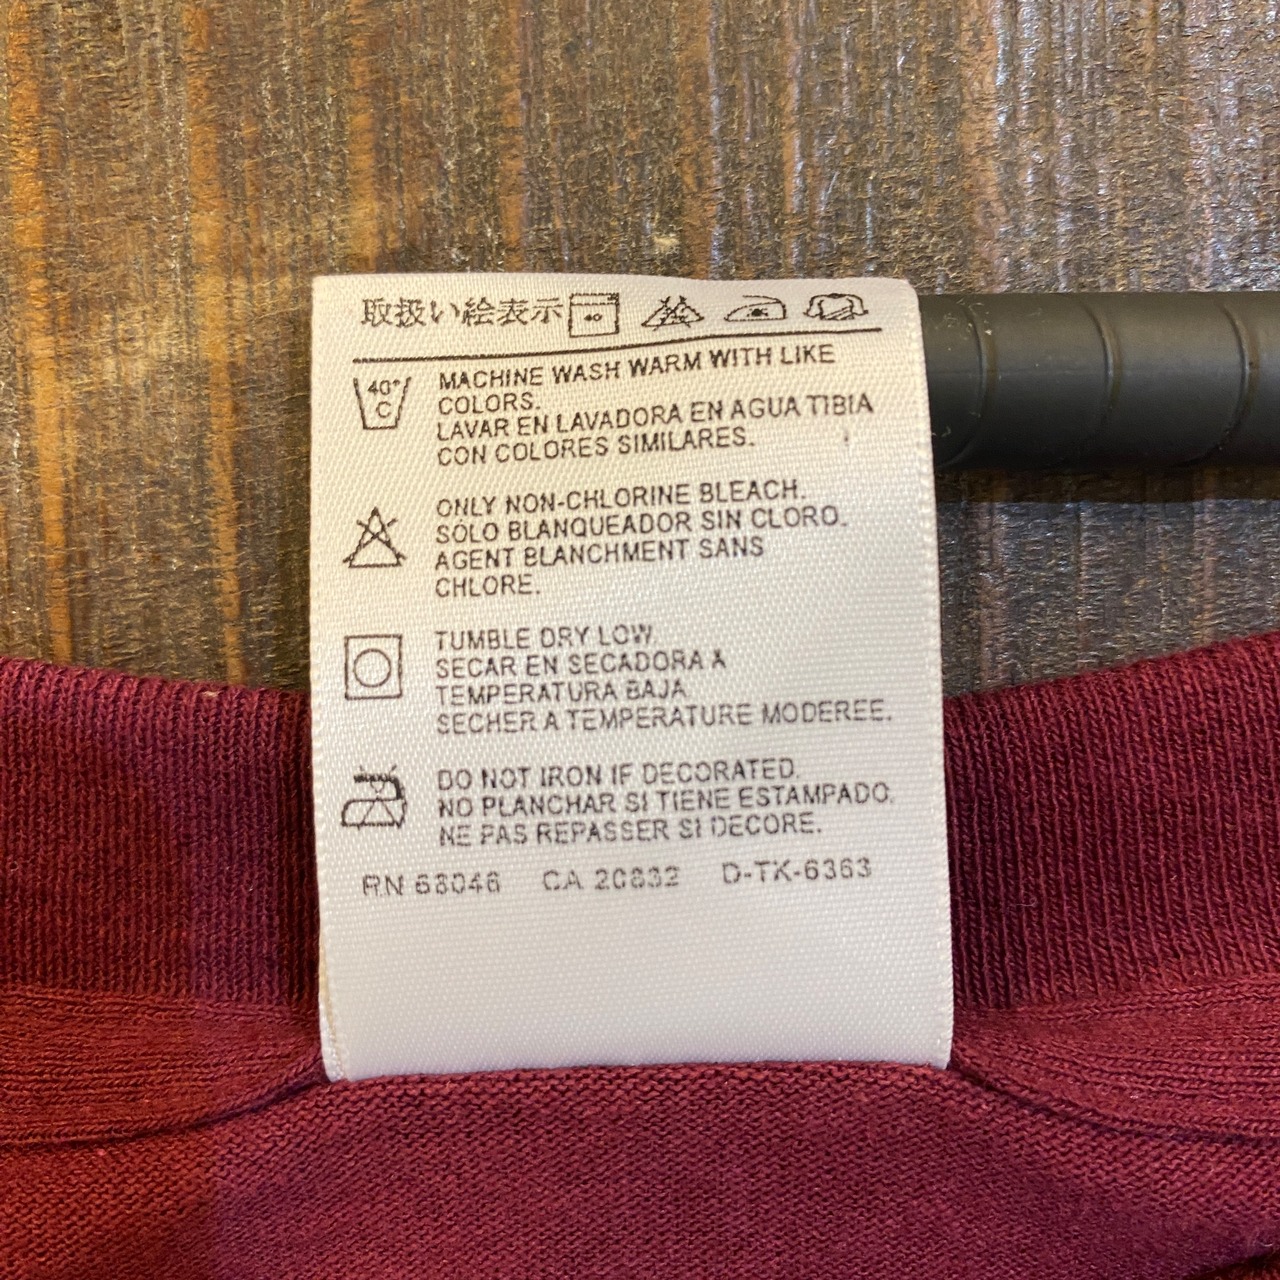 取扱い絵表示 40
MACHINE WASH WARM WITH LIKE
40° COLORS.
C LAVAR EN LAVADORA EN AGUA TIBIA
CON COLORES SIMILARES.
ONLY NON-CHLORINE BLEACH.
SÓLO BLANQUEADOR SIN CLORO.
AGENT BLANCHMENT SANS
CHLORE.
TUMBLE DRY LOW.
SECAR EN SECADORA A
TEMPERATURA BAJA
SECHER A TEMPERATURE MODEREE.
DO NOT IRON IF DECORATED.
NO PLANCHAR SI TIENE ESTAMPADO.
NE PAS REPASSER SI DECORE.
RN 68046 CA 20832 D-TK-6363